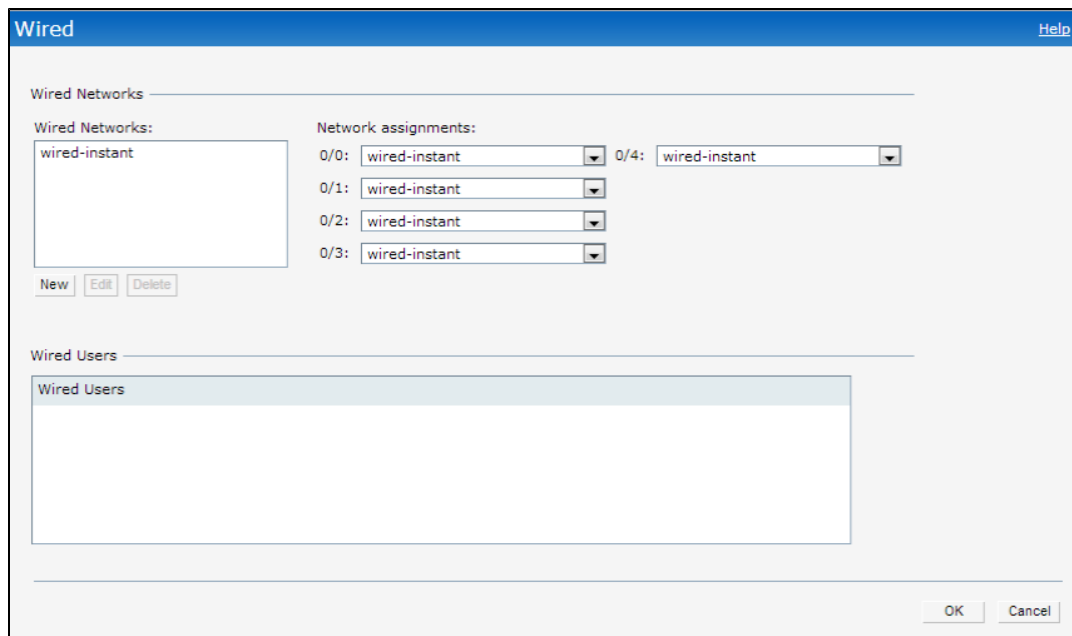 Wired
Help
Wired Networks
Wired Networks:
wired-instant
New Edit Delete
Network assignments:
0/0: wired-instant 0/4: wired-instant
0/1: wired-instant
0/2: wired-instant
0/3: wired-instant
Wired Users
Wired Users
OK Cancel